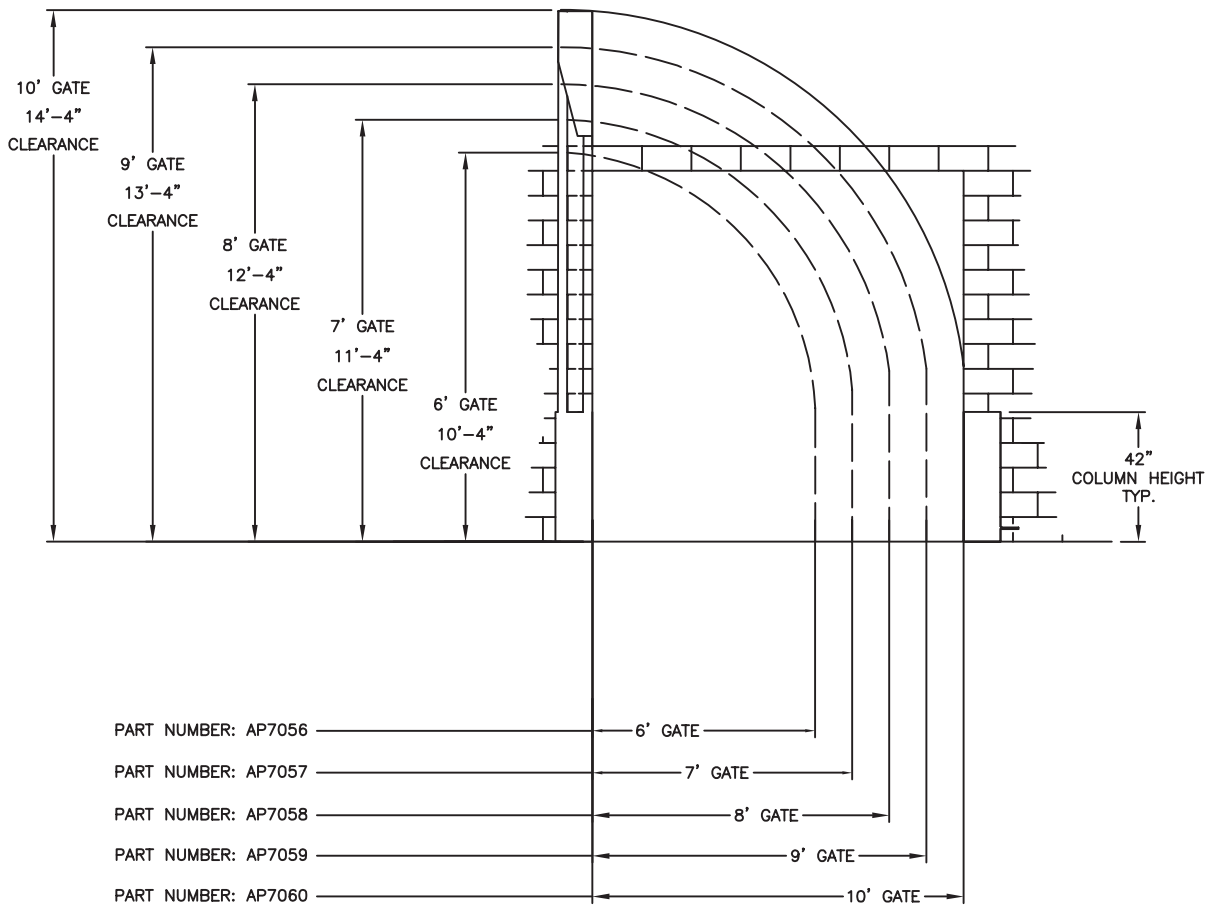 10' GATE
14'-4"
CLEARANCE
9' GATE
13'-4"
CLEARANCE
8' GATE
12'-4"
CLEARANCE
7' GATE
11'-4"
CLEARANCE
6' GATE
10'-4"
CLEARANCE
42"
COLUMN HEIGHT
TYP.
PART NUMBER: AP7056
6' GATE
PART NUMBER: AP7057
7' GATE
PART NUMBER: AP7058
8' GATE
PART NUMBER: AP7059
9' GATE
PART NUMBER: AP7060
10' GATE